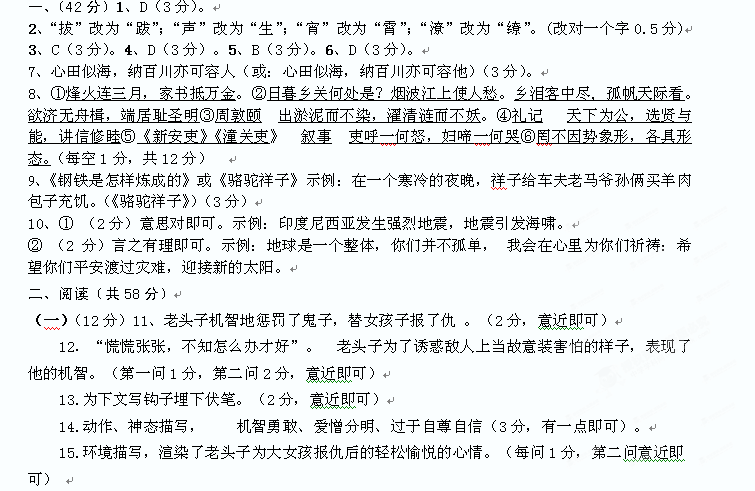 一、（42分）1、D（3分）。
2、“拔”改为“跋”；“声”改为“生”；“宵”改为“霄”；“潦”改为“缭”。（改对一个字0.5分）
3、C（3分）。4、D（3分）。5、B（3分）。6、D（3分）。
7、心田似海，纳百川亦可容人（或：心田似海，纳百川亦可容他）（3分）。
8、①烽火连三月，家书抵万金。②日暮乡关何处是？烟波江上使人愁。乡泪客中尽，孤帆天际看。
欲济无舟楫，端居耻圣明③周敦颐 出淤泥而不染，濯清涟而不妖。④礼记 天下为公，选贤与
能，讲信修睦⑤《新安吏》《潼关吏》 叙事 吏呼一何怒，妇啼一何哭⑥罔不因势象形，各具形
态。（每空1分，共12分）
9、《钢铁是怎样炼成的》或《骆驼祥子》示例：在一个寒冷的夜晚，祥子给车夫老马爷孙俩买羊肉
包子充饥。（《骆驼祥子》）（3分）
10、①（2分）意思对即可。示例：印度尼西亚发生强烈地震，地震引发海啸。
②（2 分）言之有理即可。示例：地球是一个整体，你们并不孤单， 我会在心里为你们祈祷：希
望你们平安渡过灾难，迎接新的太阳。
二、阅读（共58分）
（一）（12分）11、老头子机智地惩罚了鬼子，替女孩子报了仇 。（2分，意近即可）
12. “慌慌张张，不知怎么办才好”。 老头子为了诱惑敌人上当故意装害怕的样子，表现了
他的机智。（第一问1分，第二问2分，意近即可）
13.为下文写钩子埋下伏笔。（2分，意近即可）
14.动作、神态描写， 机智勇敢、爱憎分明、过于自尊自信（3分，有一点即可）。
15.环境描写，渲染了老头子为大女孩报仇后的轻松愉悦的心情。（每问1分，第二问意近即
可）